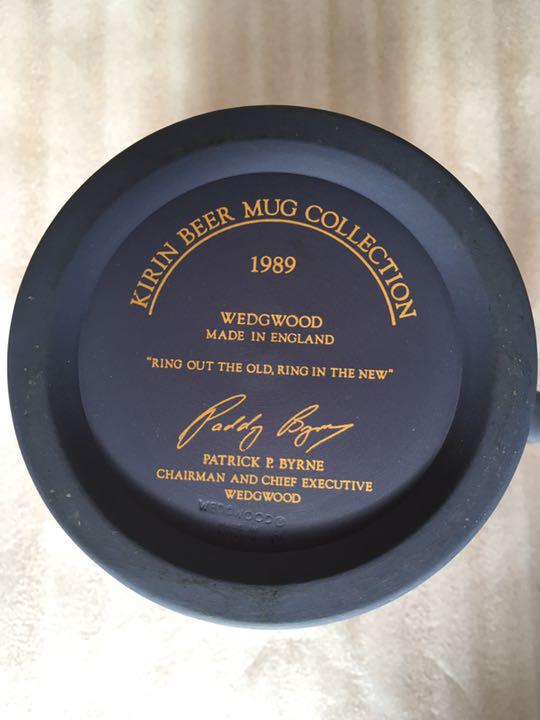 KIRIN BEER MUG COLLECTION
1989
WEDGWOOD
MADE IN ENGLAND
"RING OUT THE OLD, RING IN THE NEW"
Paddy Byrne
PATRICK P. BYRNE
CHAIRMAN AND CHIEF EXECUTIVE
WEDGWOOD
WEDGWOOD©